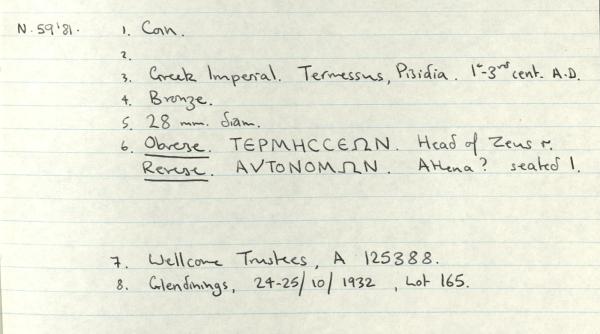 N. 59'81. 1. Coin.
2.
3. Greek Imperial. Termessus, Pisidia. 1st-3rd cent. A.D.
4. Bronze.
5. 28 mm. diam.
6. Obverse. ΤΕΡΜΗCCΕΩΝ. Head of Zeus r.
Reverse. ΑVΤΟΝΟΜΩΝ. Athena? seated l.
7. Wellcome Trustees, A 125388.
8. Glendinings, 24-25/10/1932, Lot 165.